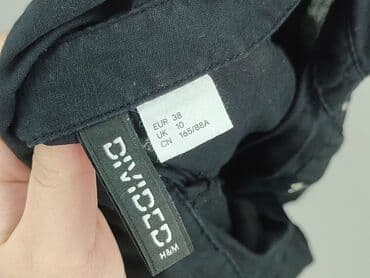 EUR 38
UK 10
CN 165/88A
DIVIDED
H&M